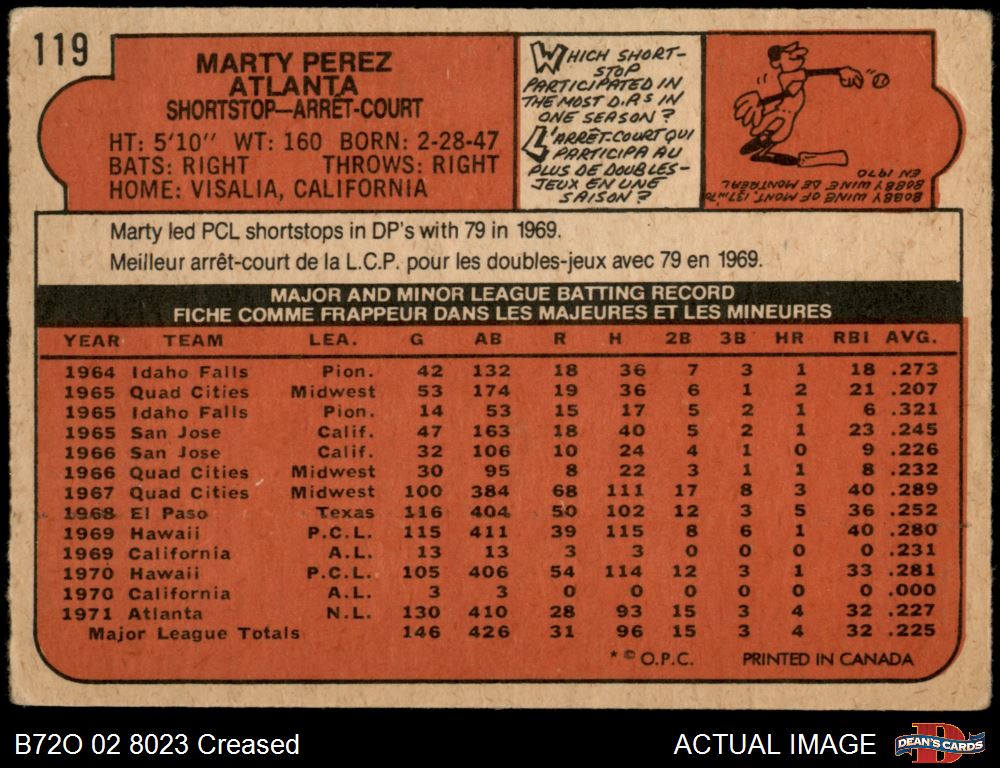 119
MARTY PEREZ
ATLANTA
SHORTSTOP—ARRÊT-COURT
HT: 5'10" WT: 160 BORN: 2-28-47
BATS: RIGHT THROWS: RIGHT
HOME: VISALIA, CALIFORNIA
WHICH SHORT-
STOP
PARTICIPATED IN
THE MOST D.P.S IN
ONE SEASON?
L'ARRÊT-COURT QUI
PARTICIPA AU
PLUS DE DOUBLES-
JEUX EN UNE
SAISON?
BOBBY WINE OF MONT., 137...'70
BOBBY WINE DE MONTRÉAL
EN 1970
Marty led PCL shortstops in DP's with 79 in 1969.
Meilleur arrêt-court de la L.C.P. pour les doubles-jeux avec 79 en 1969.
MAJOR AND MINOR LEAGUE BATTING RECORD
FICHE COMME FRAPPEUR DANS LES MAJEURES ET LES MINEURES
YEAR TEAM LEA. G AB R H 2B 3B HR RBI AVG.
1964 Idaho Falls Pion. 42 132 18 36 7 3 1 18 .273
1965 Quad Cities Midwest 53 174 19 36 6 1 2 21 .207
1965 Idaho Falls Pion. 14 53 15 17 5 2 1 6 .321
1965 San Jose Calif. 47 163 18 40 5 2 1 23 .245
1966 San Jose Calif. 32 106 10 24 4 1 0 9 .226
1966 Quad Cities Midwest 30 95 8 22 3 1 1 8 .232
1967 Quad Cities Midwest 100 384 68 111 17 8 3 40 .289
1968 El Paso Texas 116 404 50 102 12 3 5 36 .252
1969 Hawaii P.C.L. 115 411 39 115 8 6 1 40 .280
1969 California A.L. 13 13 3 3 0 0 0 0 .231
1970 Hawaii P.C.L. 105 406 54 114 12 3 1 33 .281
1970 California A.L. 3 3 0 0 0 0 0 0 .000
1971 Atlanta N.L. 130 410 28 93 15 3 4 32 .227
Major League Totals 146 426 31 96 15 3 4 32 .225
* © O.P.C. PRINTED IN CANADA
B72O 02 8023 Creased
ACTUAL IMAGE
DEAN'S CARDS